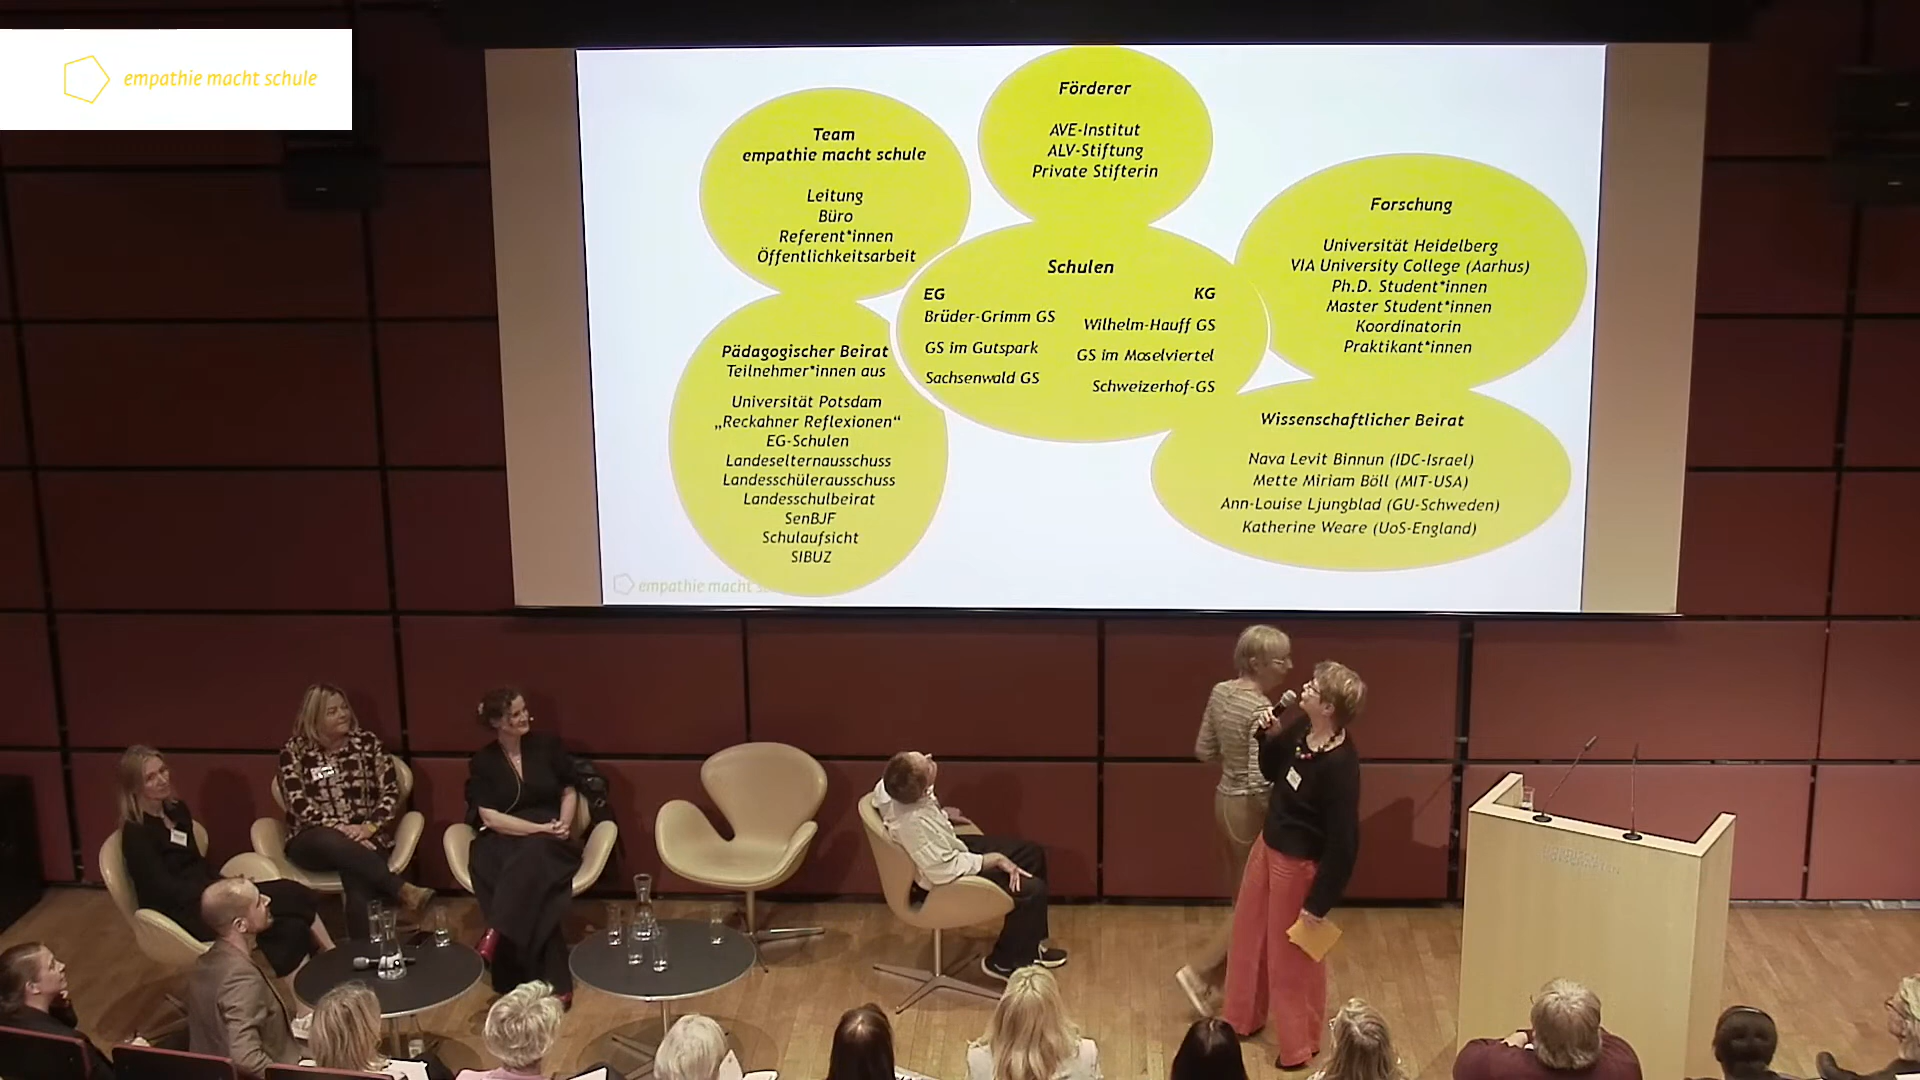 empathie macht schule
Förderer
AVE-Institut
ALV-Stiftung
Private Stifterin
Team
empathie macht schule
Leitung
Büro
Referent*innen
Öffentlichkeitsarbeit
Forschung
Universität Heidelberg
VIA University College (Aarhus)
Ph.D. Student*innen
Master Student*innen
Koordinatorin
Praktikant*innen
Schulen
EG
Brüder-Grimm GS
GS im Gutspark
Sachsenwald GS
KG
Wilhelm-Hauff GS
GS im Moselviertel
Schweizerhof-GS
Pädagogischer Beirat
Teilnehmer*innen aus
Universität Potsdam
„Reckahner Reflexionen“
EG-Schulen
Landeselternausschuss
Landesschülerausschuss
Landesschulbeirat
SenBJF
Schulaufsicht
SIBUZ
Wissenschaftlicher Beirat
Nava Levit Binnun (IDC-Israel)
Mette Miriam Böll (MIT-USA)
Ann-Louise Ljungblad (GU-Schweden)
Katherine Weare (UoS-England)
empathie macht